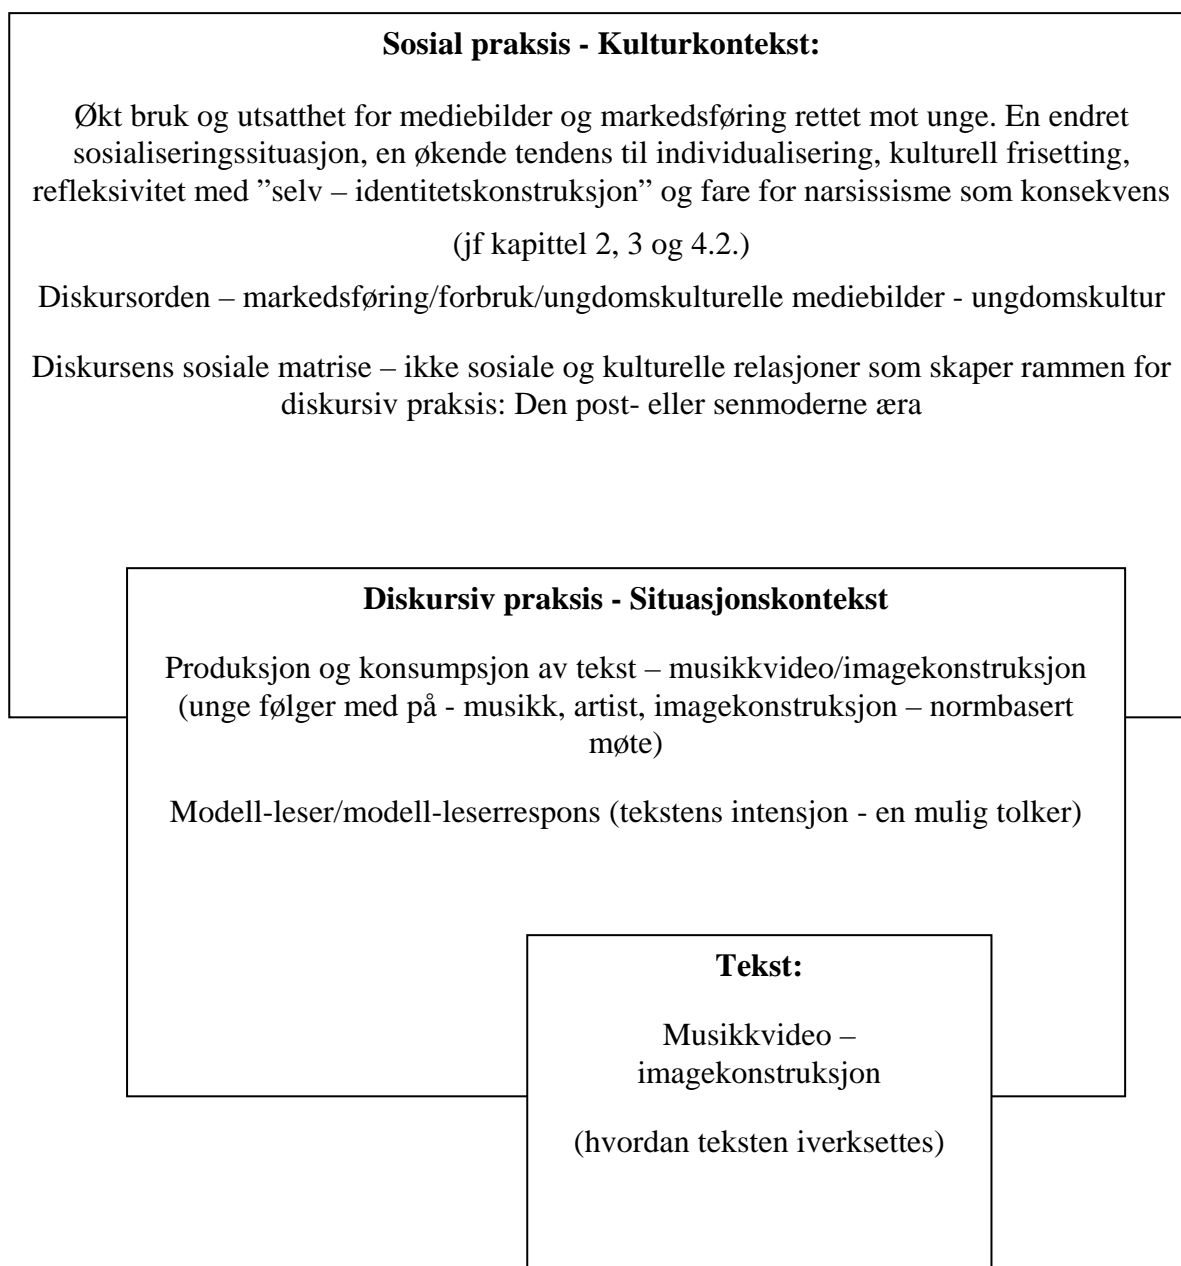 Sosial praksis - Kulturkontekst:
Økt bruk og utsatthet for mediebilder og markedsføring rettet mot unge. En endret
sosialiseringssituasjon, en økende tendens til individualisering, kulturell frisetting,
refleksivitet med ”selv – identitetskonstruksjon” og fare for narsissisme som konsekvens
(jf kapittel 2, 3 og 4.2.)
Diskursorden – markedsføring/forbruk/ungdomskulturelle mediebilder - ungdomskultur
Diskursens sosiale matrise – ikke sosiale og kulturelle relasjoner som skaper rammen for
diskursiv praksis: Den post- eller senmoderne æra
Diskursiv praksis - Situasjonskontekst
Produksjon og konsumpsjon av tekst – musikkvideo/imagekonstruksjon
(unge følger med på - musikk, artist, imagekonstruksjon – normbasert
møte)
Modell-leser/modell-leserrespons (tekstens intensjon - en mulig tolker)
Tekst:
Musikkvideo –
imagekonstruksjon
(hvordan teksten iverksettes)